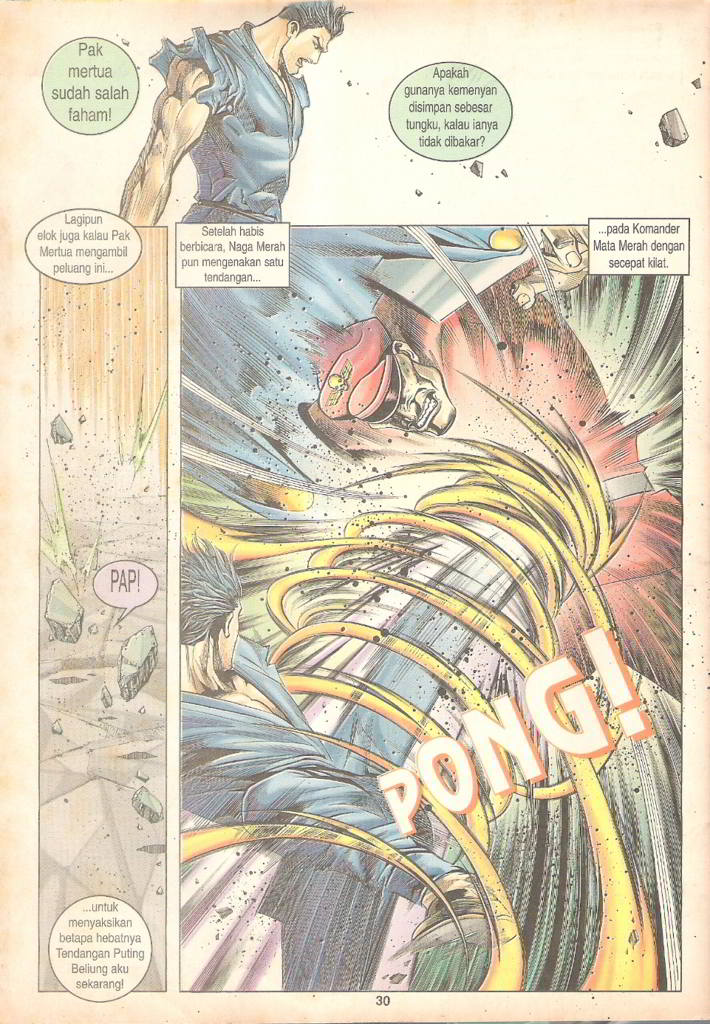 Pak
mertua
sudah salah
faham!
Apakah
gunanya kemenyan
disimpan sebesar
tungku, kalau ianya
tidak dibakar?
Lagipun
elok juga kalau Pak
Mertua mengambil
peluang ini...
Setelah habis
berbicara, Naga Merah
pun mengenakan satu
tendangan...
...pada Komander
Mata Merah dengan
secepat kilat.
PAP!
PONG!
...untuk
menyaksikan
betapa hebatnya
Tendangan Puting
Beliung aku
sekarang!
30